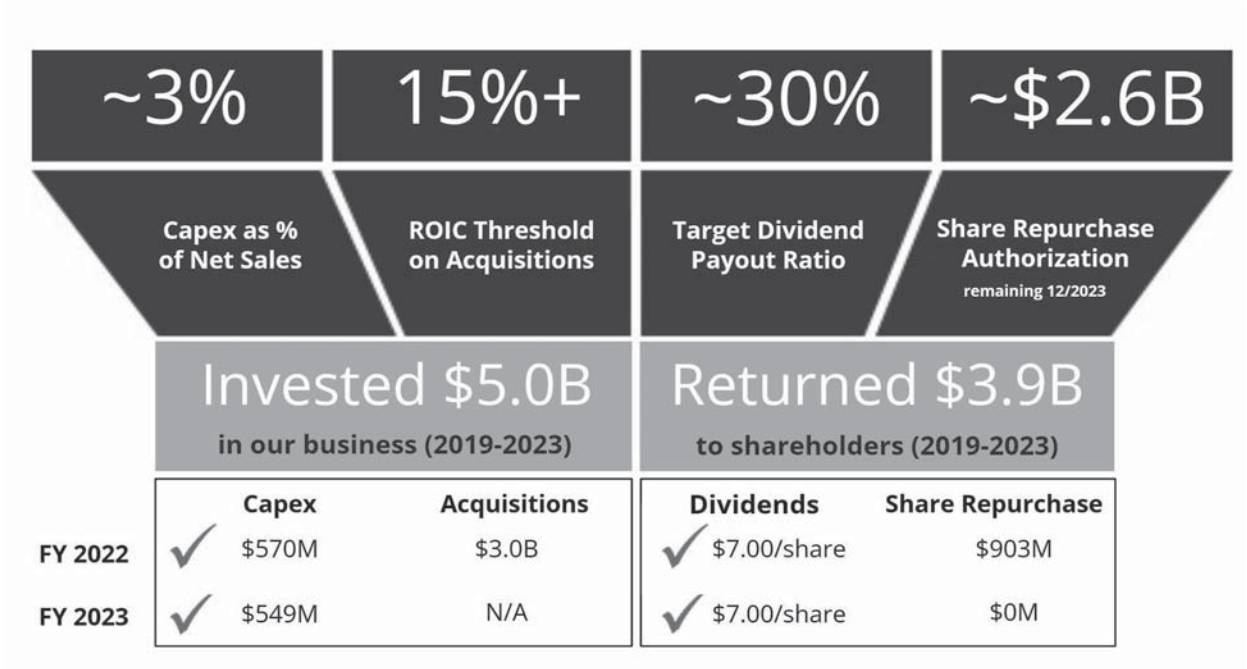 ~3%
15%+
~30%
~$2.6B
Capex as %
of Net Sales
ROIC Threshold
on Acquisitions
Target Dividend
Payout Ratio
Share Repurchase
Authorization
remaining 12/2023
Invested $5.0B
in our business (2019-2023)
Returned $3.9B
to shareholders (2019-2023)
Capex Acquisitions Dividends Share Repurchase
FY 2022 $570M $3.0B $7.00/share $903M
FY 2023 $549M N/A $7.00/share $0M